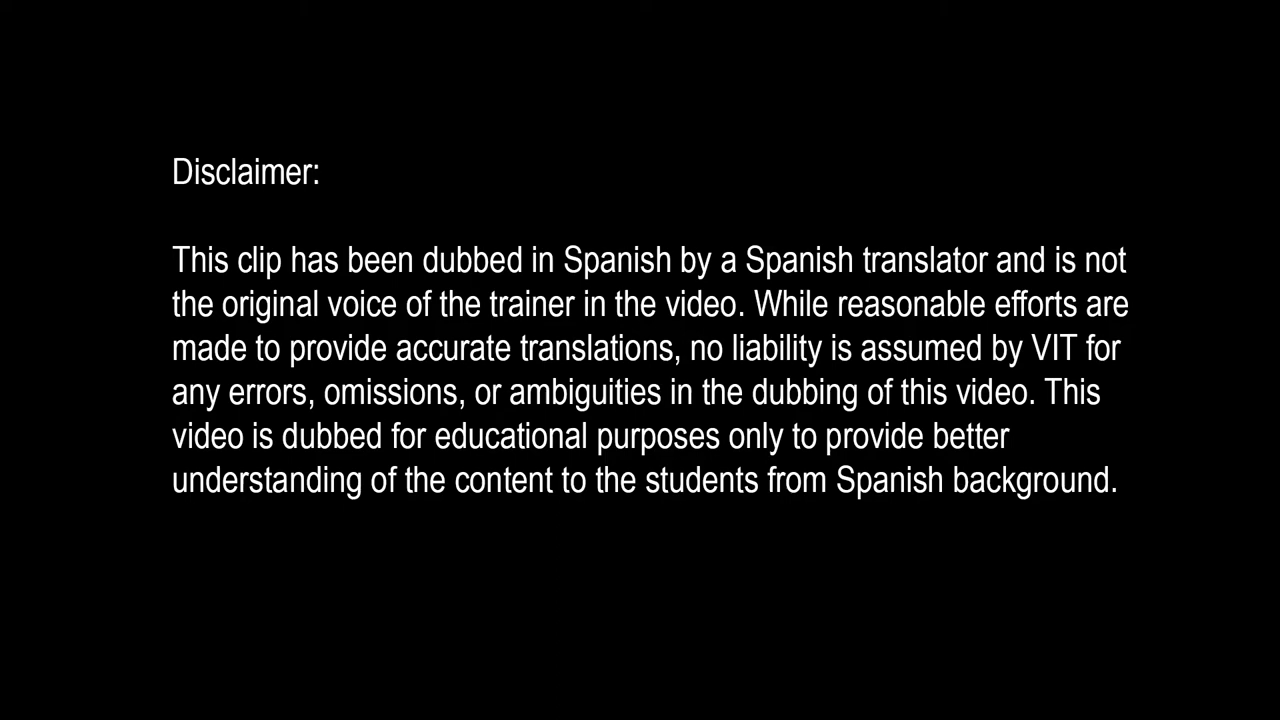 Disclaimer:
This clip has been dubbed in Spanish by a Spanish translator and is not
the original voice of the trainer in the video. While reasonable efforts are
made to provide accurate translations, no liability is assumed by VIT for
any errors, omissions, or ambiguities in the dubbing of this video. This
video is dubbed for educational purposes only to provide better
understanding of the content to the students from Spanish background.